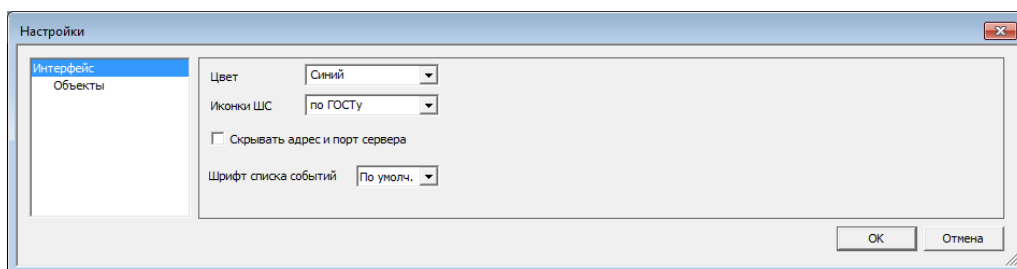 Настройки
Интерфейс
Объекты
Цвет Синий
Иконки ШС по ГОСТу
Скрывать адрес и порт сервера
Шрифт списка событий По умолч.
ОК Отмена